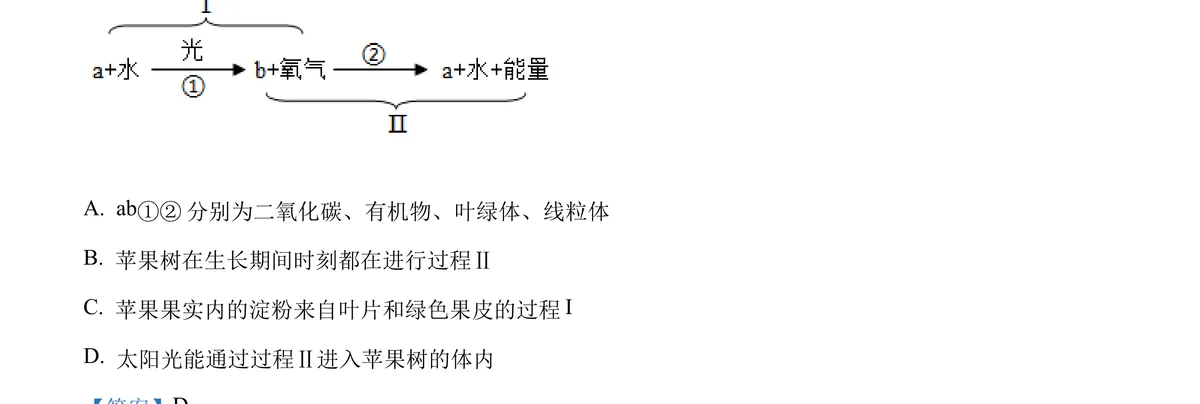 I
光
a+水 b+氧气 ② a+水+能量
①
II
A. ab①② 分别为二氧化碳、有机物、叶绿体、线粒体
B. 苹果树在生长期间时刻都在进行过程Ⅱ
C. 苹果果实内的淀粉来自叶片和绿色果皮的过程 I
D. 太阳光能通过过程Ⅱ进入苹果树的体内
【答案】D